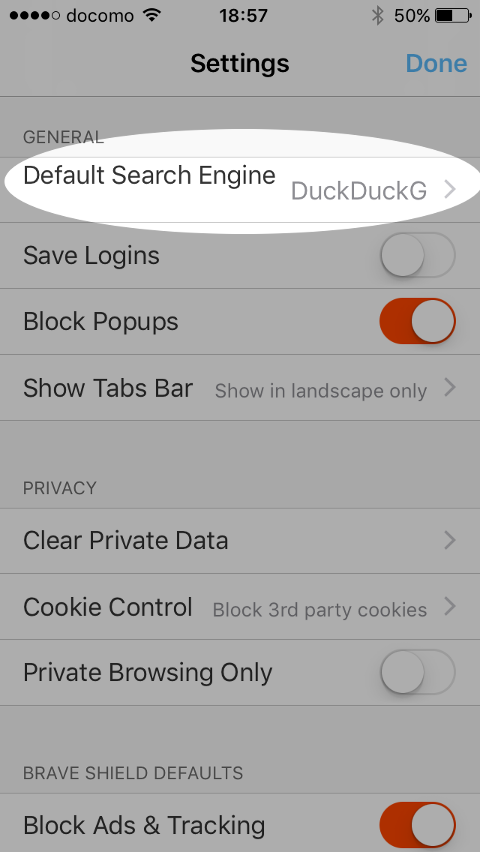 docomo 18:57 50%
Settings Done
GENERAL
Default Search Engine DuckDuckG
Save Logins
Block Popups
Show Tabs Bar Show in landscape only
PRIVACY
Clear Private Data
Cookie Control Block 3rd party cookies
Private Browsing Only
BRAVE SHIELD DEFAULTS
Block Ads & Tracking